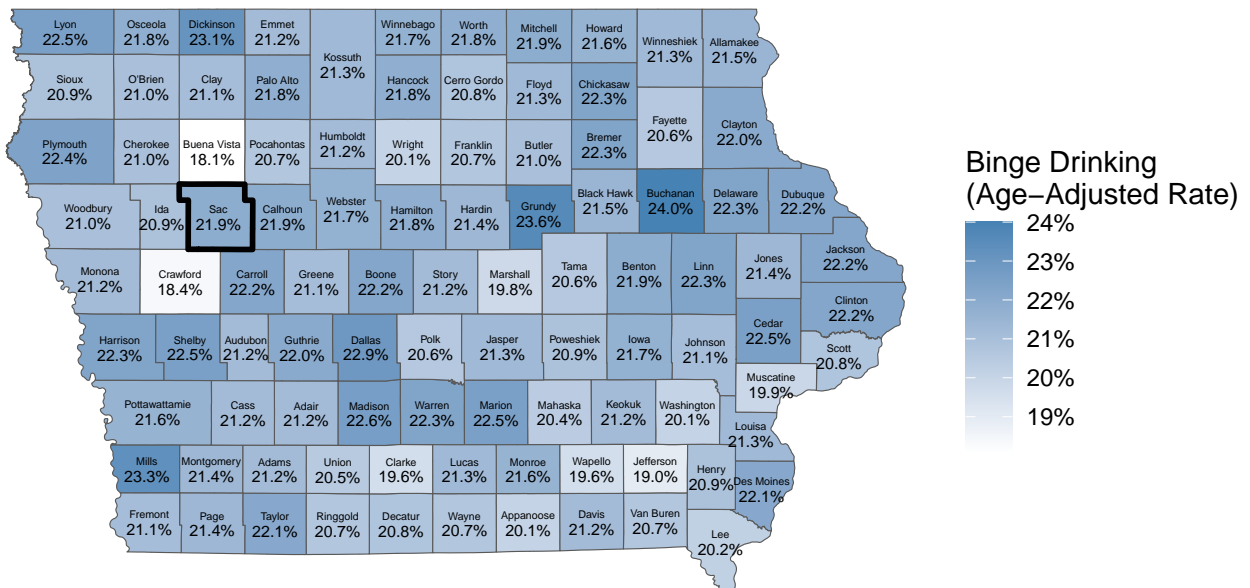 Lyon
22.5%
Osceola
21.8%
Dickinson
23.1%
Emmet
21.2%
Kossuth
21.3%
Winnebago
21.7%
Worth
21.8%
Mitchell
21.9%
Howard
21.6%
Winneshiek
21.3%
Allamakee
21.5%
Sioux
20.9%
O'Brien
21.0%
Clay
21.1%
Palo Alto
21.8%
Hancock
21.8%
Cerro Gordo
20.8%
Floyd
21.3%
Chickasaw
22.3%
Fayette
20.6%
Clayton
22.0%
Plymouth
22.4%
Cherokee
21.0%
Buena Vista
18.1%
Pocahontas
20.7%
Humboldt
21.2%
Wright
20.1%
Franklin
20.7%
Butler
21.0%
Bremer
22.3%
Woodbury
21.0%
Ida
20.9%
Sac
21.9%
Calhoun
21.9%
Webster
21.7%
Hamilton
21.8%
Hardin
21.4%
Grundy
23.6%
Black Hawk
21.5%
Buchanan
24.0%
Delaware
22.3%
Dubuque
22.2%
Monona
21.2%
Crawford
18.4%
Carroll
22.2%
Greene
21.1%
Boone
22.2%
Story
21.2%
Marshall
19.8%
Tama
20.6%
Benton
21.9%
Linn
22.3%
Jones
21.4%
Jackson
22.2%
Clinton
22.2%
Harrison
22.3%
Shelby
22.5%
Audubon
21.2%
Guthrie
22.0%
Dallas
22.9%
Polk
20.6%
Jasper
21.3%
Poweshiek
20.9%
Iowa
21.7%
Johnson
21.1%
Cedar
22.5%
Scott
20.8%
Muscatine
19.9%
Pottawattamie
21.6%
Cass
21.2%
Adair
21.2%
Madison
22.6%
Warren
22.3%
Marion
22.5%
Mahaska
20.4%
Keokuk
21.2%
Washington
20.1%
Louisa
21.3%
Mills
23.3%
Montgomery
21.4%
Adams
21.2%
Union
20.5%
Clarke
19.6%
Lucas
21.3%
Monroe
21.6%
Wapello
19.6%
Jefferson
19.0%
Henry
20.9%
Des Moines
22.1%
Fremont
21.1%
Page
21.4%
Taylor
22.1%
Ringgold
20.7%
Decatur
20.8%
Wayne
20.7%
Appanoose
20.1%
Davis
21.2%
Van Buren
20.7%
Lee
20.2%
Binge Drinking
(Age−Adjusted Rate)
24%
23%
22%
21%
20%
19%